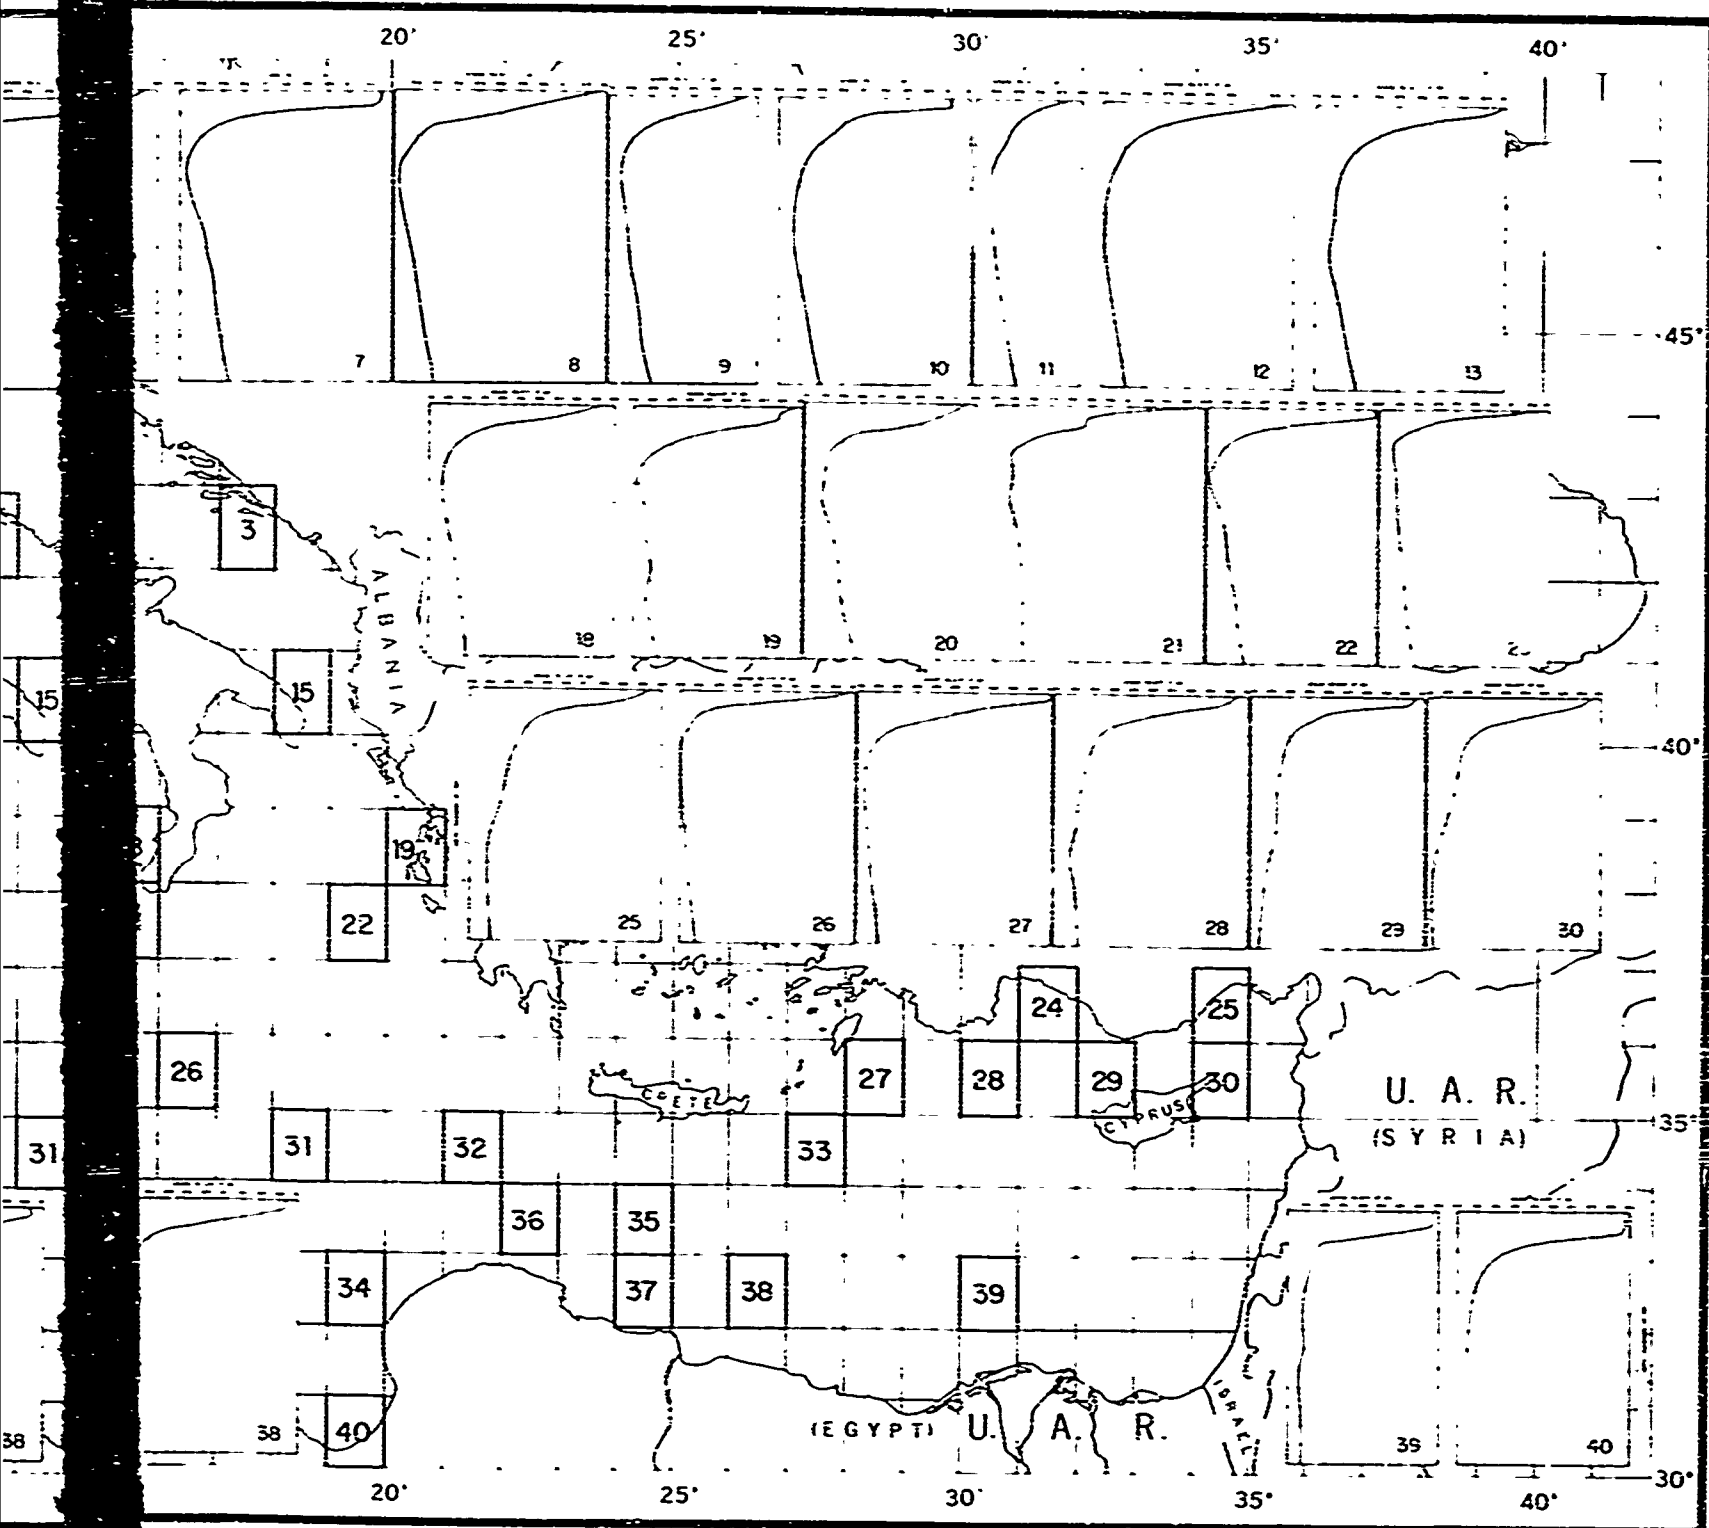 20° 25° 30° 35° 40°
45°
7 8 9 10 11 12 13
3
ALBANIA
18 19 20 21 22
15 15
40°
19
22
25 26 27 28 29 30
24 25
26 27 28 29 30
U. A. R.
CRETE
CYPRUS
35°
(SYRIA)
31 31 32 33
36 35
34 37 38 39
ISRAEL
40
(EGYPT) U. A. R.
38 38 39 40
30°
20° 25° 30° 35° 40°